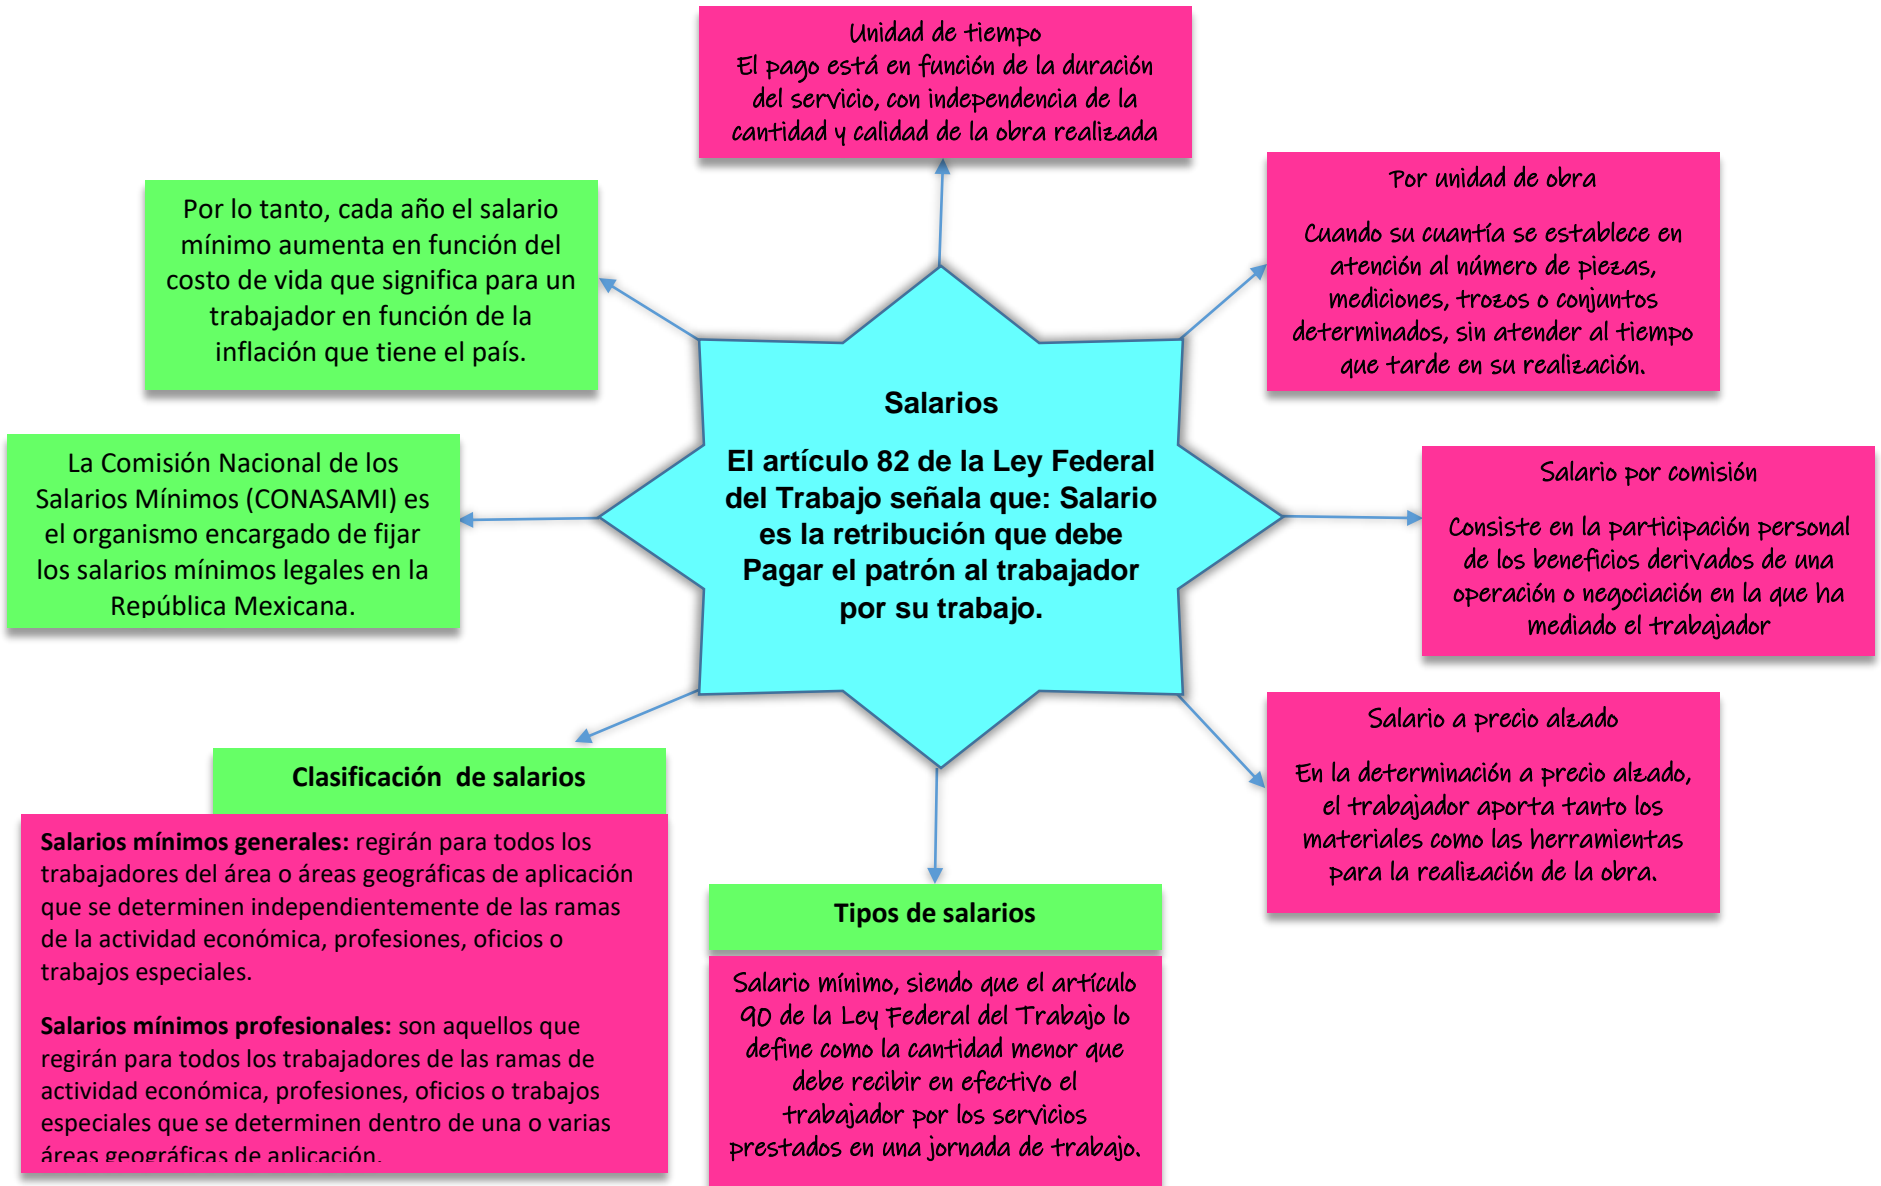 Unidad de tiempo
El pago está en función de la duración
del servicio, con independencia de la
cantidad y calidad de la obra realizada
Por unidad de obra
Cuando su cuantía se establece en
atención al número de piezas,
mediciones, trozos o conjuntos
determinados, sin atender al tiempo
que tarde en su realización.
Por lo tanto, cada año el salario
mínimo aumenta en función del
costo de vida que significa para un
trabajador en función de la
inflación que tiene el país.
Salarios
El artículo 82 de la Ley Federal
del Trabajo señala que: Salario
es la retribución que debe
Pagar el patrón al trabajador
por su trabajo.
La Comisión Nacional de los
Salarios Mínimos (CONASAMI) es
el organismo encargado de fijar
los salarios mínimos legales en la
República Mexicana.
Salario por comisión
Consiste en la participación personal
de los beneficios derivados de una
operación o negociación en la que ha
mediado el trabajador
Salario a precio alzado
En la determinación a precio alzado,
el trabajador aporta tanto los
materiales como las herramientas
para la realización de la obra.
Clasificación  de salarios
Salarios mínimos generales: regirán para todos los
trabajadores del área o áreas geográficas de aplicación
que se determinen independientemente de las ramas
de la actividad económica, profesiones, oficios o
trabajos especiales.
Salarios mínimos profesionales: son aquellos que
regirán para todos los trabajadores de las ramas de
actividad económica, profesiones, oficios o trabajos
especiales que se determinen dentro de una o varias
áreas geográficas de aplicación.
Tipos de salarios
Salario mínimo, siendo que el artículo
90 de la Ley Federal del Trabajo lo
define como la cantidad menor que
debe recibir en efectivo el
trabajador por los servicios
prestados en una jornada de trabajo.